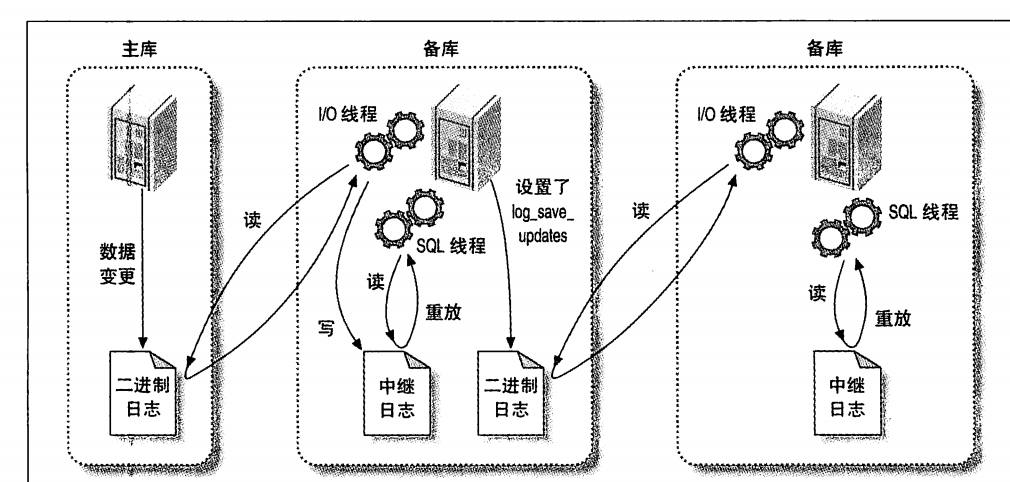 主库
备库
备库
I/O 线程
I/O 线程
设置了
log_save_
updates
读
读
SQL 线程
SQL 线程
数据
变更
读
重放
读
重放
写
二进制
日志
中继
日志
二进制
日志
中继
日志